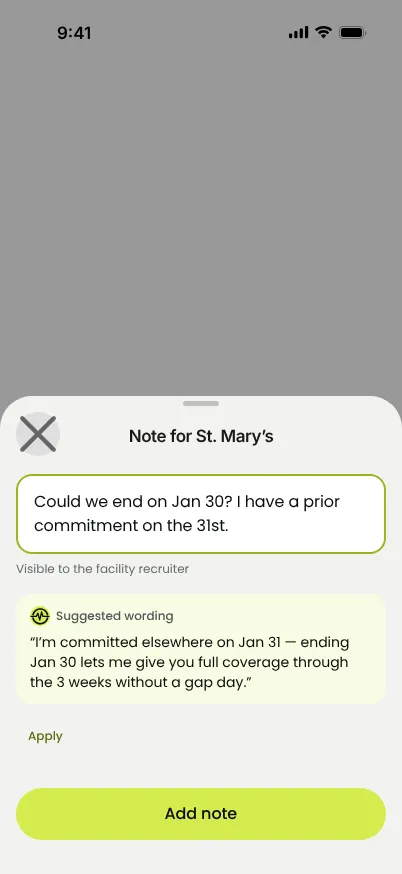 9:41
Note for St. Mary’s
Could we end on Jan 30? I have a prior
commitment on the 31st.
Visible to the facility recruiter
Suggested wording
“I’m committed elsewhere on Jan 31 — ending
Jan 30 lets me give you full coverage through
the 3 weeks without a gap day.”
Apply
Add note